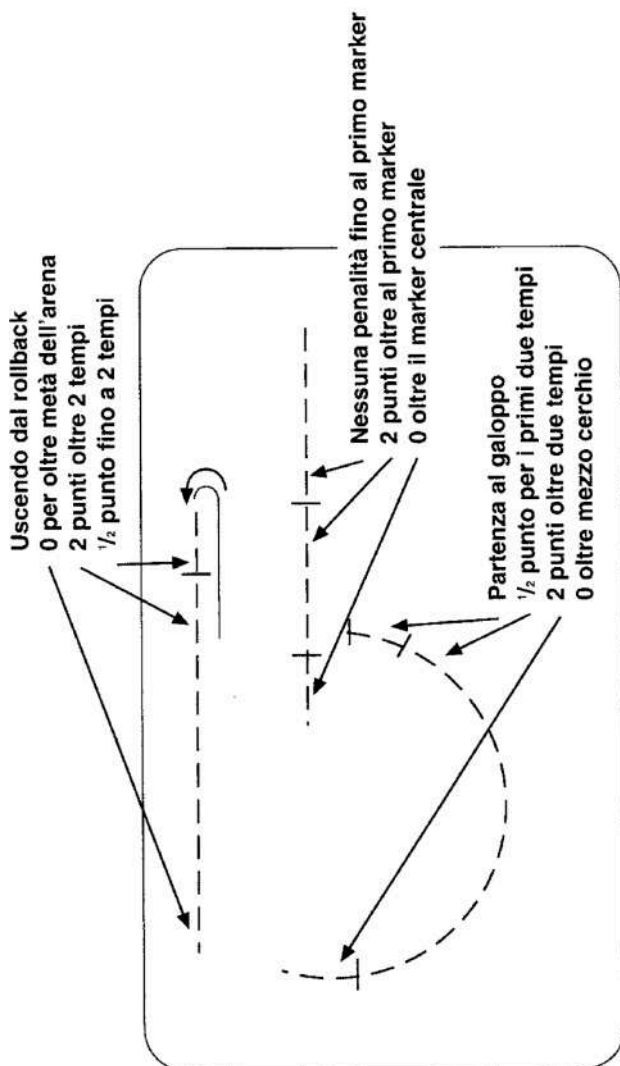 Uscendo dal rollback
0 per oltre metà dell'arena
2 punti oltre 2 tempi
½ punto fino a 2 tempi
Nessuna penalità fino al primo marker
2 punti oltre al primo marker
0 oltre il marker centrale
Partenza al galoppo
½ punto per i primi due tempi
2 punti oltre due tempi
0 oltre mezzo cerchio